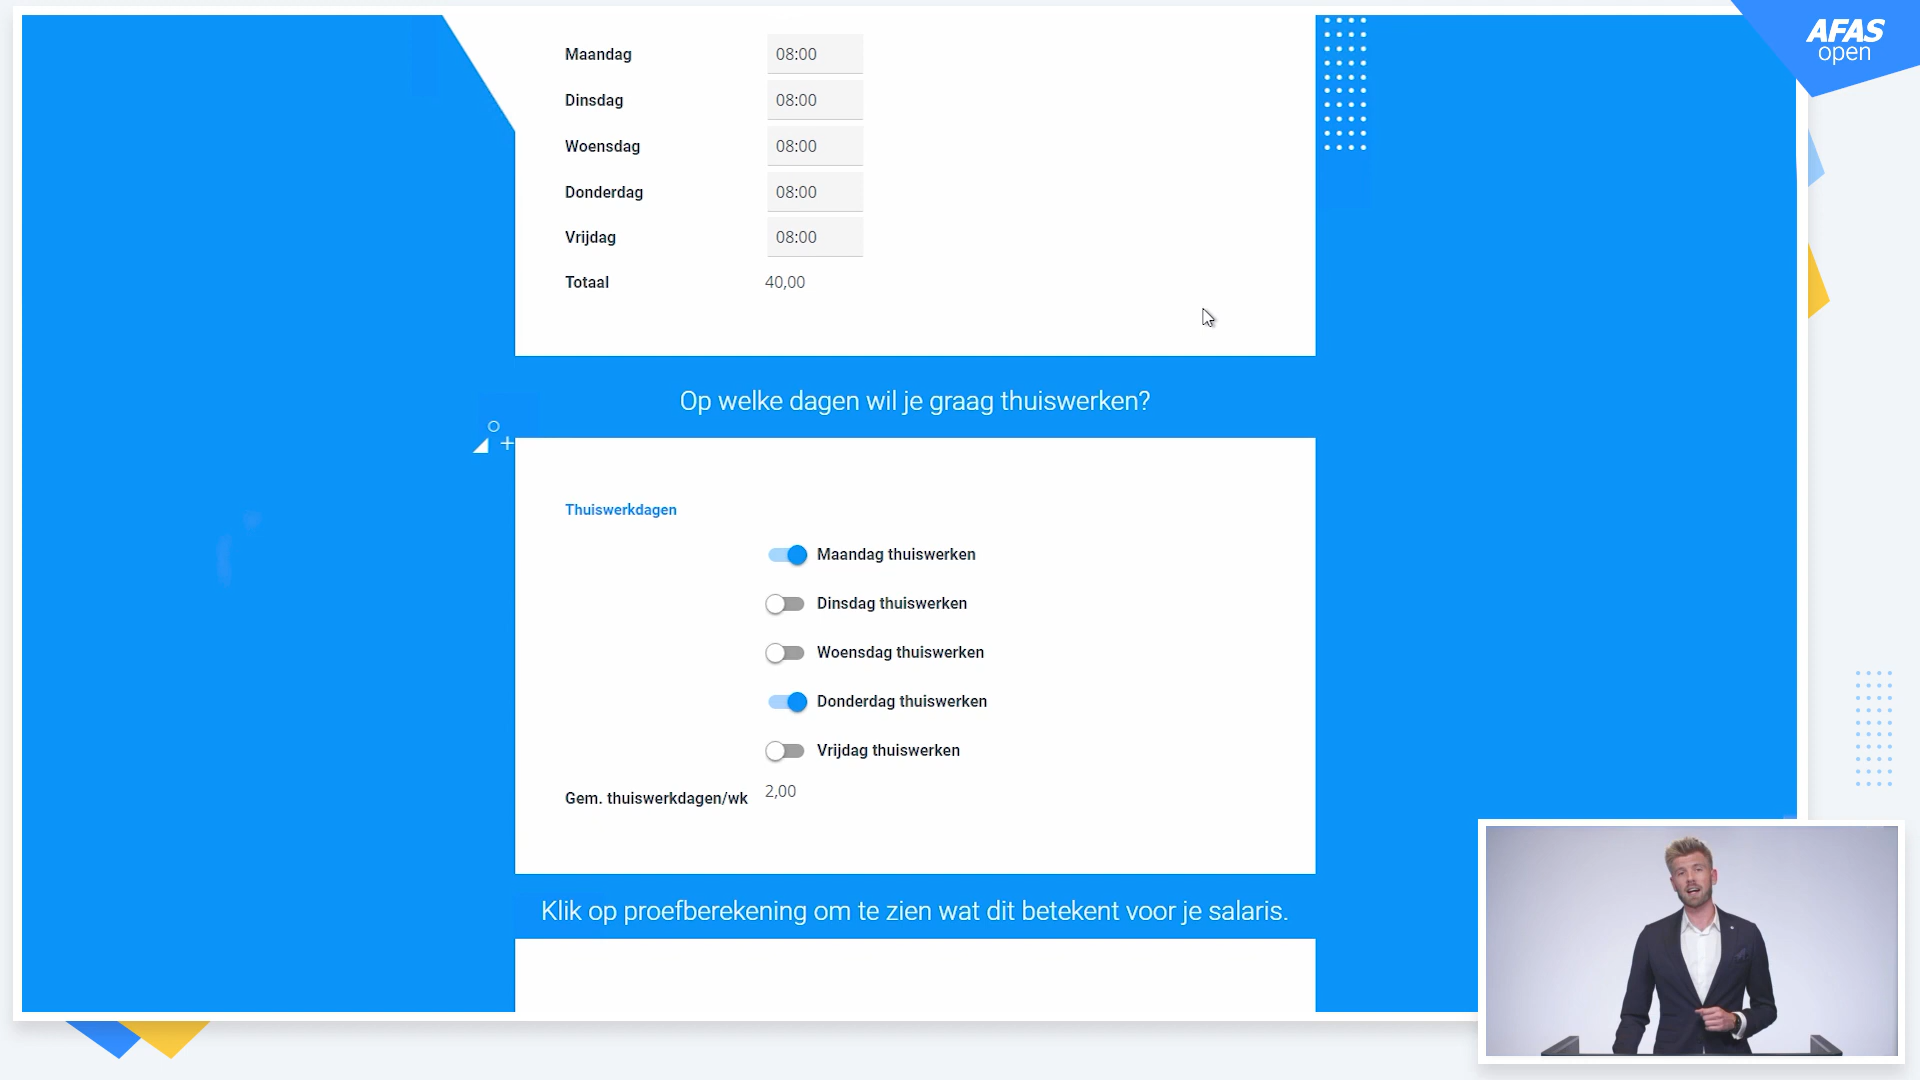 AFAS
open
Maandag 08:00
Dinsdag 08:00
Woensdag 08:00
Donderdag 08:00
Vrijdag 08:00
Totaal 40,00
Op welke dagen wil je graag thuiswerken?
Thuiswerkdagen
Maandag thuiswerken
Dinsdag thuiswerken
Woensdag thuiswerken
Donderdag thuiswerken
Vrijdag thuiswerken
Gem. thuiswerkdagen/wk 2,00
Klik op proefberekening om te zien wat dit betekent voor je salaris.